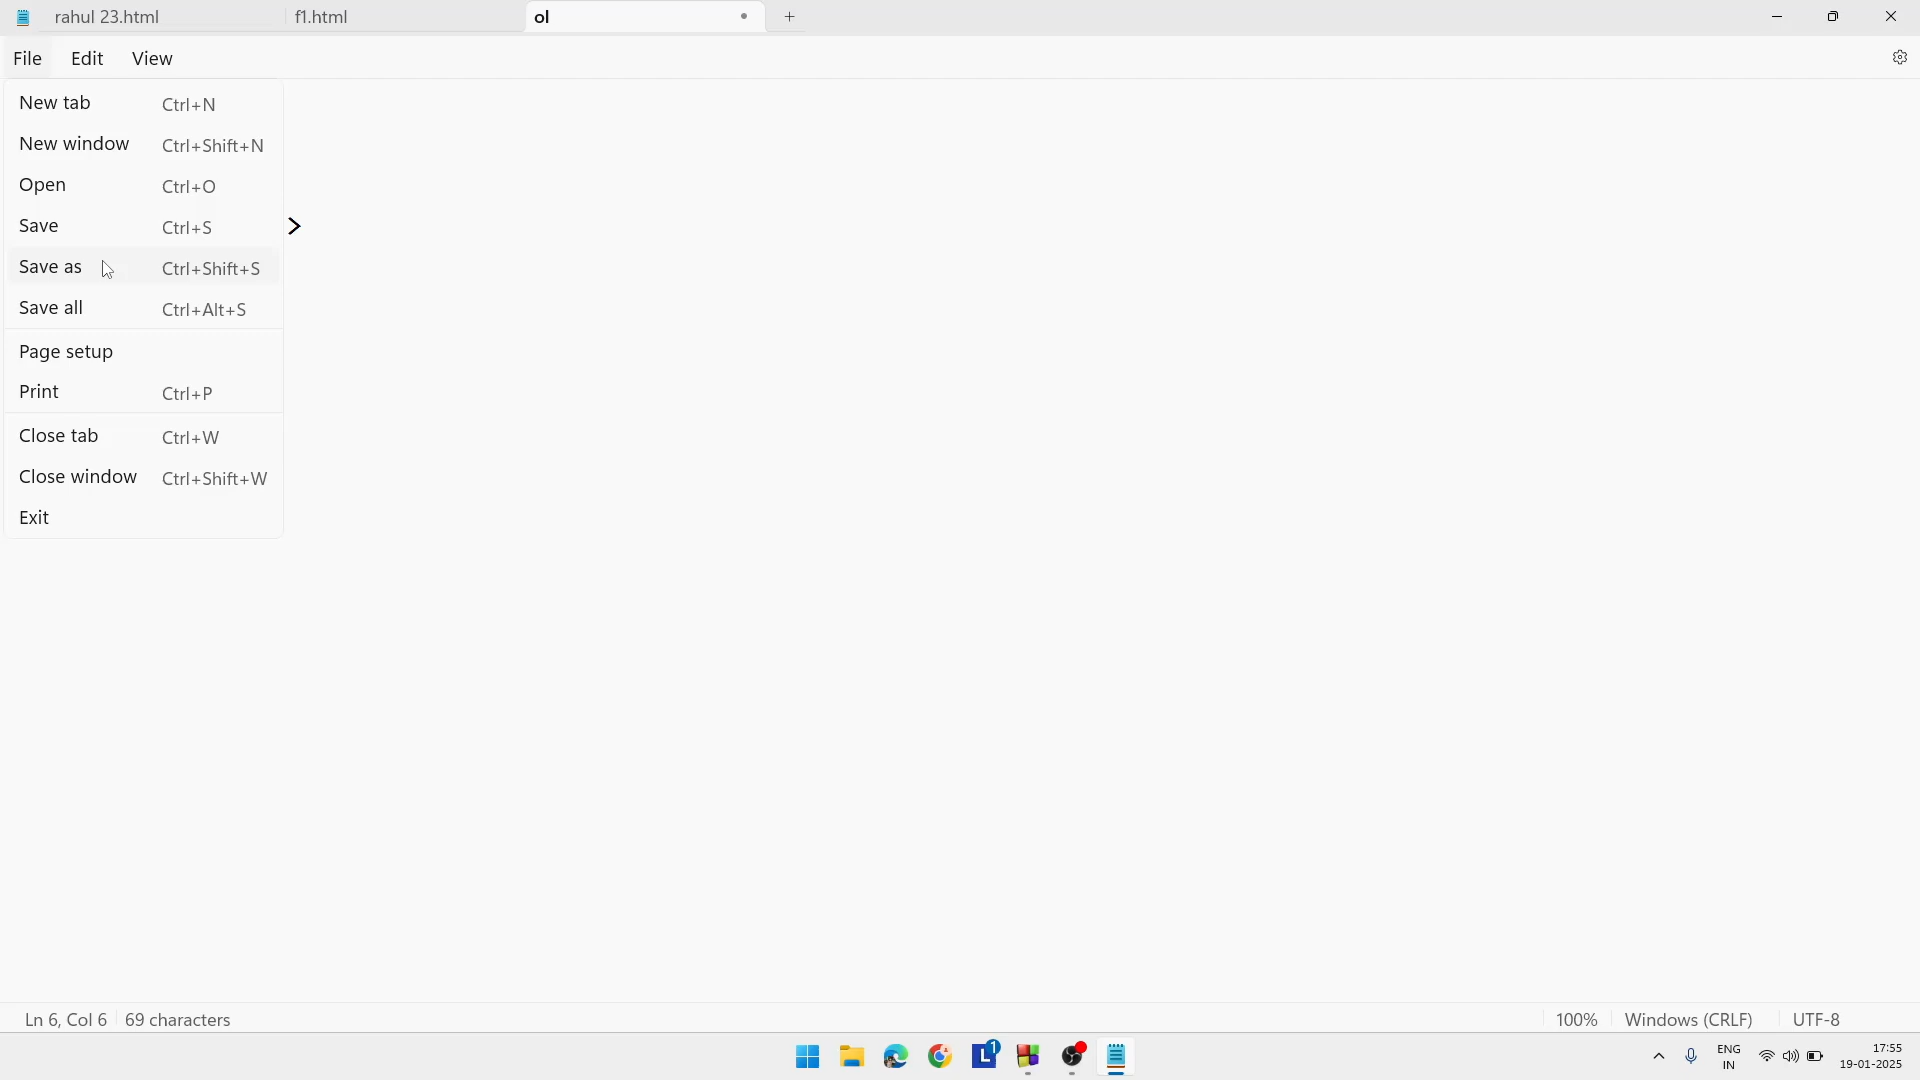 rahul 23.html
f1.html
ol
File Edit View
New tab Ctrl+N
New window Ctrl+Shift+N
Open Ctrl+O
Save Ctrl+S
>
Save as Ctrl+Shift+S
Save all Ctrl+Alt+S
Page setup
Print Ctrl+P
Close tab Ctrl+W
Close window Ctrl+Shift+W
Exit
Ln 6, Col 6 69 characters
100% Windows (CRLF) UTF-8
L 1
ENG
IN
17:55
19-01-2025